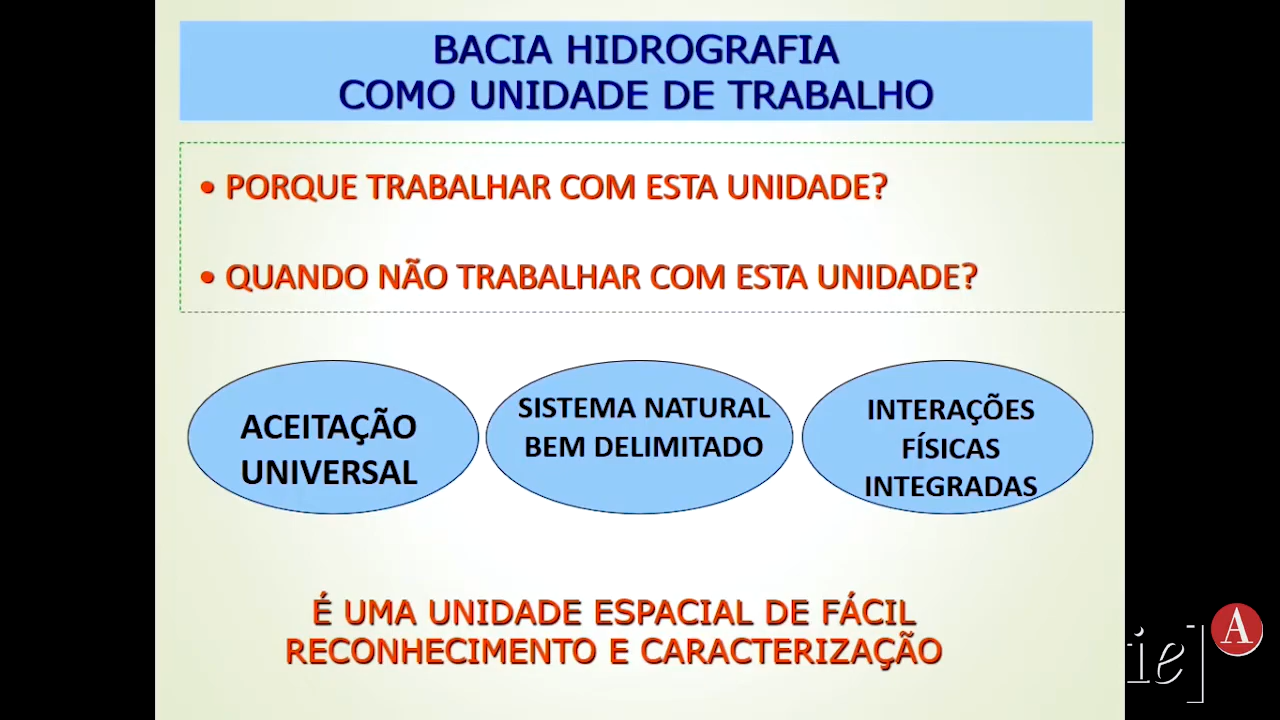 BACIA HIDROGRAFIA
COMO UNIDADE DE TRABALHO
• PORQUE TRABALHAR COM ESTA UNIDADE?
• QUANDO NÃO TRABALHAR COM ESTA UNIDADE?
ACEITAÇÃO
UNIVERSAL
SISTEMA NATURAL
BEM DELIMITADO
INTERAÇÕES
FÍSICAS
INTEGRADAS
É UMA UNIDADE ESPACIAL DE FÁCIL
RECONHECIMENTO E CARACTERIZAÇÃO
A
ie]